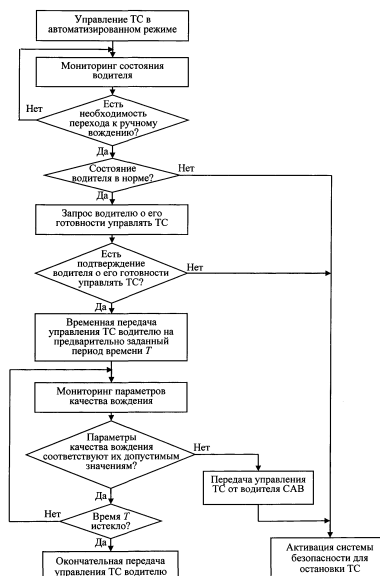 Управление ТС в
автоматизированном режиме
Мониторинг состояния
водителя
Нет
Есть
необходимость
перехода к ручному
вождению?
Да
Состояние
водителя в норме?
Нет
Да
Запрос водителю о его
готовности управлять ТС
Есть
подтверждение
водителя о его готовности
управлять ТС?
Нет
Да
Временная передача
управления ТС водителю на
предварительно заданный
период времени T
Мониторинг параметров
качества вождения
Параметры
качества вождения
соответствуют их допустимым
значениям?
Нет
Да
Передача управления
ТС от водителя САВ
Нет
Время T
истекло?
Да
Окончательная передача
управления ТС водителю
Активация системы
безопасности для
остановки ТС